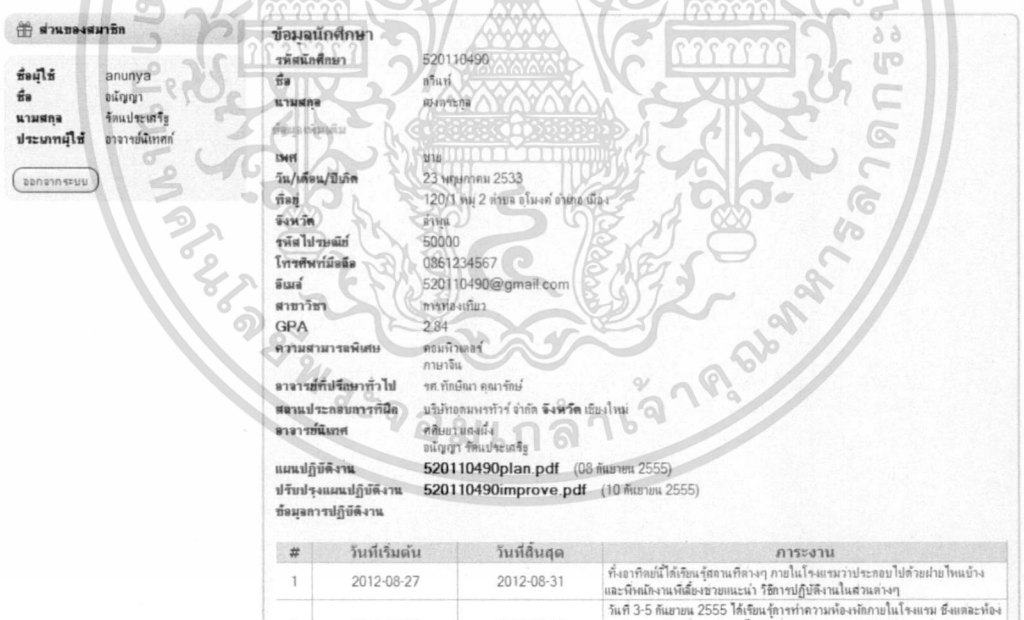 ส่วนของสมาชิก
ชื่อผู้ใช้ anunya
ชื่อ อนัญญา
นามสกุล รัตนประเสริฐ
ประเภทผู้ใช้ อาจารย์นิเทศก์
ออกจากระบบ
ข้อมูลนักศึกษา
รหัสนักศึกษา 520110490
ชื่อ
นามสกุล
ข้อมูลเพิ่มเติม
เพศ ชาย
วัน/เดือน/ปีเกิด 23 พฤษภาคม 2533
ที่อยู่ 120/1 หมู่ 2 ตำบล อุโมงค์ อำเภอ เมือง
จังหวัด ลำพูน
รหัสไปรษณีย์ 50000
โทรศัพท์มือถือ 0861234567
อีเมล์ 520110490@gmail.com
สาขาวิชา การท่องเที่ยว
GPA 2.84
ความสามารถพิเศษ คอมพิวเตอร์
ภาษาจีน
อาจารย์ที่ปรึกษาทั่วไป รศ.ทักษิณา คุณารักษ์
สถานประกอบการที่ฝึก จำกัด จังหวัด เชียงใหม่
อาจารย์นิเทศ
อนัญญา รัตนประเสริฐ
แผนปฏิบัติงาน 520110490plan.pdf (08 กันยายน 2555)
ปรับปรุงแผนปฏิบัติงาน 520110490improve.pdf (10 กันยายน 2555)
ข้อมูลการปฏิบัติงาน
# วันที่เริ่มต้น วันที่สิ้นสุด ภาระงาน
1 2012-08-27 2012-08-31 ทั้งอาทิตย์นี้ได้เรียนรู้สถานที่ต่างๆ ภายในโรงแรมว่าประกอบไปด้วยฝ่ายไหนบ้าง
และพี่พนักงานพี่เลี้ยงช่วยแนะนำ วิธีการปฏิบัติงานในส่วนต่างๆ
วันที่ 3-5 กันยายน 2555 ได้เรียนรู้การทำความห้องพักภายในโรงแรม ซึ่งแต่ละห้อง